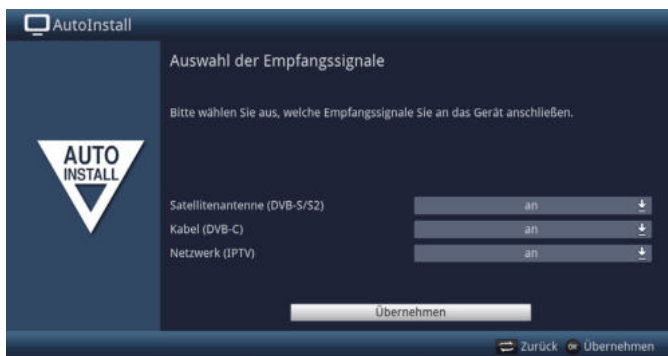 AutoInstall
Auswahl der Empfangssignale
Bitte wählen Sie aus, welche Empfangssignale Sie an das Gerät anschließen.
AUTO
INSTALL
Satellitenantenne (DVB-S/S2) an
Kabel (DVB-C) an
Netzwerk (IPTV) an
Übernehmen
Zurück OK Übernehmen